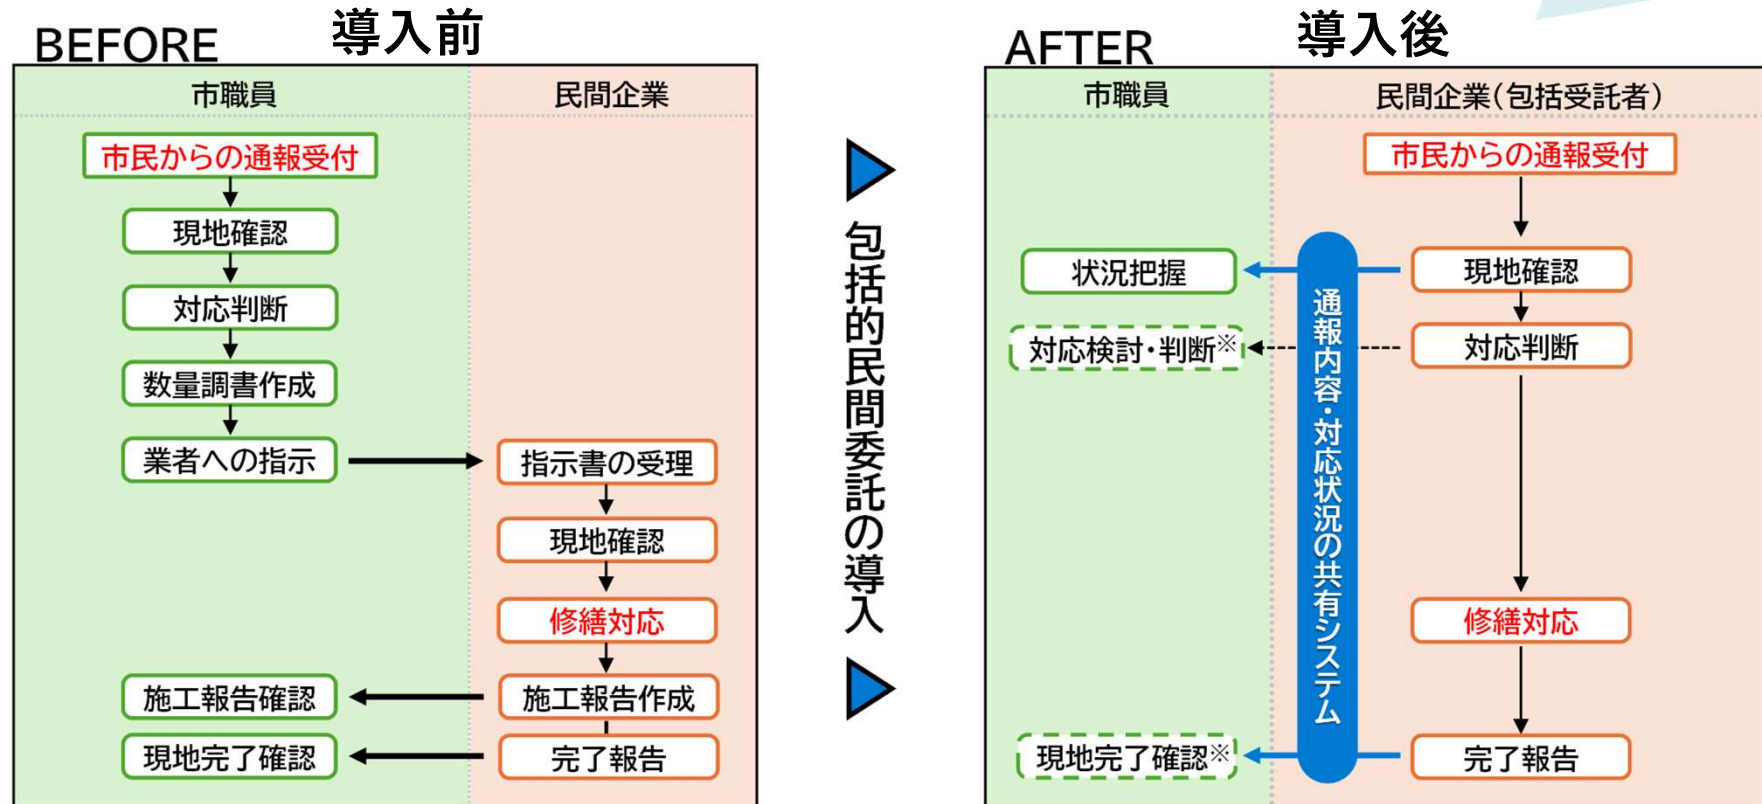 BEFORE
導入前
市職員
民間企業
市民からの通報受付
現地確認
対応判断
数量調書作成
業者への指示
指示書の受理
現地確認
修繕対応
施工報告確認
施工報告作成
現地完了確認
完了報告
包括的民間委託の導入
AFTER
導入後
市職員
民間企業(包括受託者)
市民からの通報受付
状況把握
現地確認
対応検討・判断※
対応判断
通報内容・対応状況の共有システム
修繕対応
現地完了確認※
完了報告